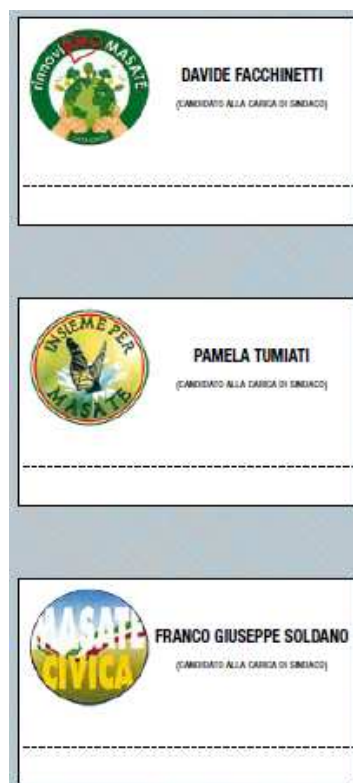 rinnoviAMO MASATE
DAVIDE FACCHINETTI
(CANDIDATO ALLA CARICA DI SINDACO)
INSIEME PER
MASATE
PAMELA TUMIATI
(CANDIDATO ALLA CARICA DI SINDACO)
MASATE
CIVICA
FRANCO GIUSEPPE SOLDANO
(CANDIDATO ALLA CARICA DI SINDACO)